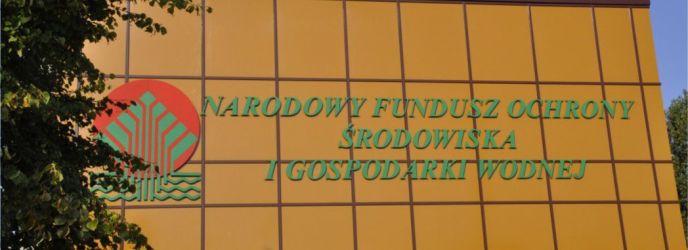 NARODOWY FUNDUSZ OCHRONY
ŚRODOWISKA
I GOSPODARKI WODNEJ